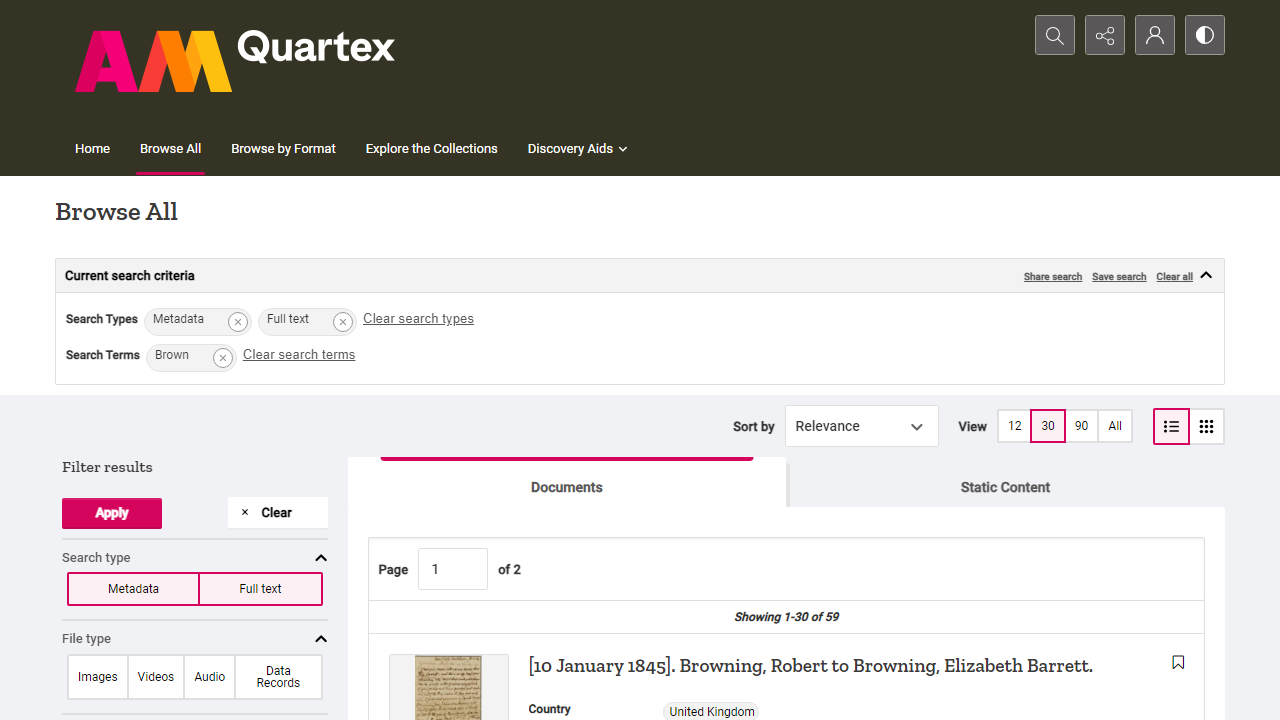 AM Quartex
Home Browse All Browse by Format Explore the Collections Discovery Aids
Browse All
Current search criteria Share search Save search Clear all
Search Types Metadata Full text Clear search types
Search Terms Brown Clear search terms
Sort by Relevance View 12 30 90 All
Filter results
Documents Static Content
Apply × Clear
Search type
Metadata Full text
Page 1 of 2
Showing 1-30 of 59
File type
Images Videos Audio Data Records
[10 January 1845]. Browning, Robert to Browning, Elizabeth Barrett.
Country United Kingdom